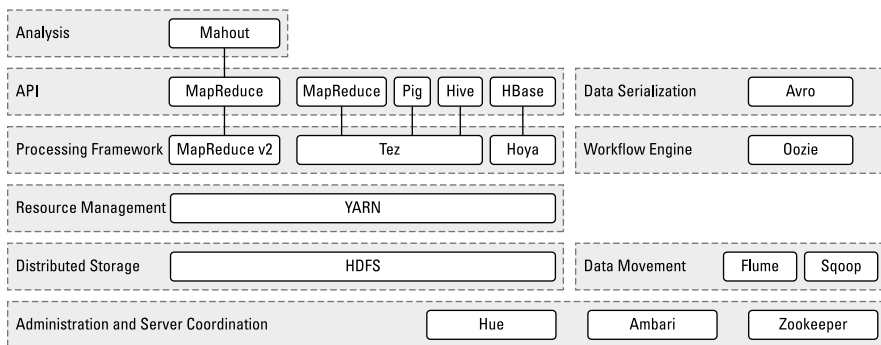 Analysis Mahout
API MapReduce MapReduce Pig Hive HBase Data Serialization Avro
Processing Framework MapReduce v2 Tez Hoya Workflow Engine Oozie
Resource Management YARN
Distributed Storage HDFS Data Movement Flume Sqoop
Administration and Server Coordination Hue Ambari Zookeeper